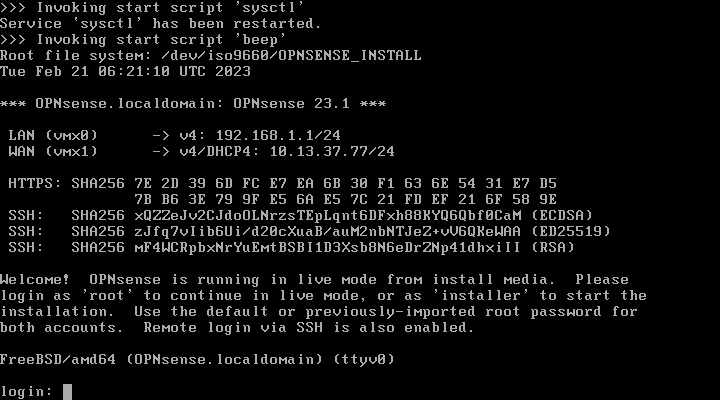 >>> Invoking start script 'sysctl'
Service `sysctl' has been restarted.
>>> Invoking start script 'beep'
Root file system: /dev/iso9660/OPNSENSE_INSTALL
Tue Feb 21 06:21:10 UTC 2023
*** OPNsense.localdomain: OPNsense 23.1 ***
LAN (vmx0) -> v4: 192.168.1.1/24
WAN (vmx1) -> v4/DHCP4: 10.13.37.77/24
HTTPS: SHA256 7E 2D 39 6D FC E7 EA 6B 30 F1 63 6E 54 31 E7 D5
7B B6 3E 79 9F E5 6A E5 7C 21 FD EF 21 6F 58 9E
SSH: SHA256 xQZZeJv2CJdoOLNrzsTEpLqnt6DFxh88KYQ6Qbf0CaM (ECDSA)
SSH: SHA256 zJfq7vIib6Ui/d20cXuaB/auM2nbNTJeZ+vV6QKeWAA (ED25519)
SSH: SHA256 mF4WCRpbxNrYuEmtBSBI1D3Xsb8N6eDrZNp41dhxiII (RSA)
Welcome!  OPNsense is running in live mode from install media.  Please
login as 'root' to continue in live mode, or as 'installer' to start the
installation.  Use the default or previously-imported root password for
both accounts.  Remote login via SSH is also enabled.
FreeBSD/amd64 (OPNsense.localdomain) (ttyv0)
login: